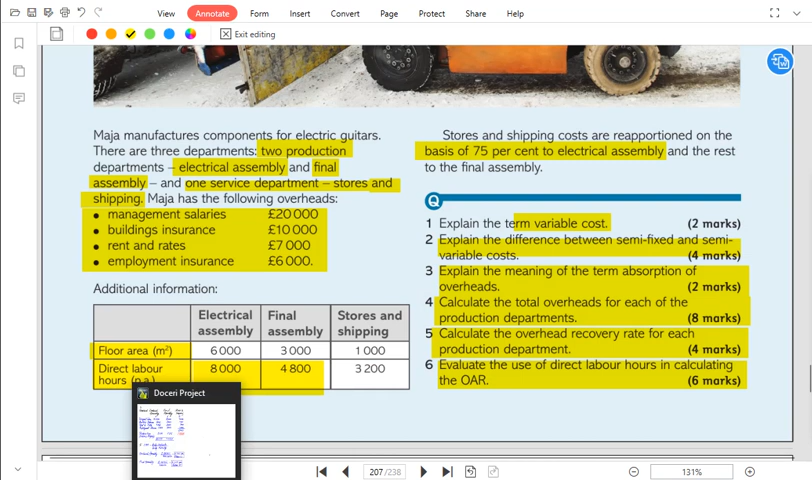 View
Annotate
Form
Insert
Convert
Page
Protect
Share
Help
Exit editing
Maja manufactures components for electric guitars.
There are three departments: two production
departments – electrical assembly and final
assembly – and one service department – stores and
shipping. Maja has the following overheads:
• management salaries £20 000
• buildings insurance £10 000
• rent and rates £7 000
• employment insurance £6 000.
Additional information:
Electrical assembly Final assembly Stores and shipping
Floor area (m²) 6 000 3 000 1 000
Direct labour hours (p.a.) 8 000 4 800 3 200
Stores and shipping costs are reapportioned on the
basis of 75 per cent to electrical assembly and the rest
to the final assembly.
Q
1 Explain the term variable cost. (2 marks)
2 Explain the difference between semi-fixed and semi-
variable costs. (4 marks)
3 Explain the meaning of the term absorption of
overheads. (2 marks)
4 Calculate the total overheads for each of the
production departments. (8 marks)
5 Calculate the overhead recovery rate for each
production department. (4 marks)
6 Evaluate the use of direct labour hours in calculating
the OAR. (6 marks)
Doceri Project
207/238
131%